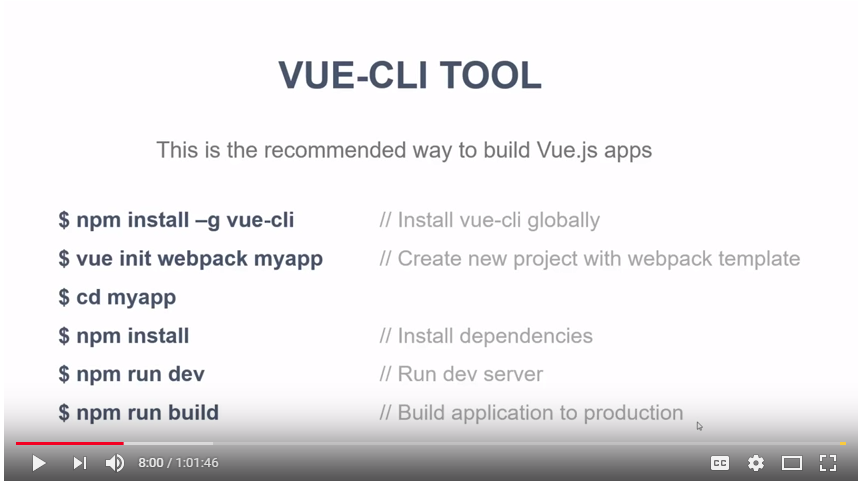 VUE-CLI TOOL
This is the recommended way to build Vue.js apps
$ npm install –g vue-cli // Install vue-cli globally
$ vue init webpack myapp // Create new project with webpack template
$ cd myapp
$ npm install // Install dependencies
$ npm run dev // Run dev server
$ npm run build // Build application to production
8:00 / 1:01:46 CC